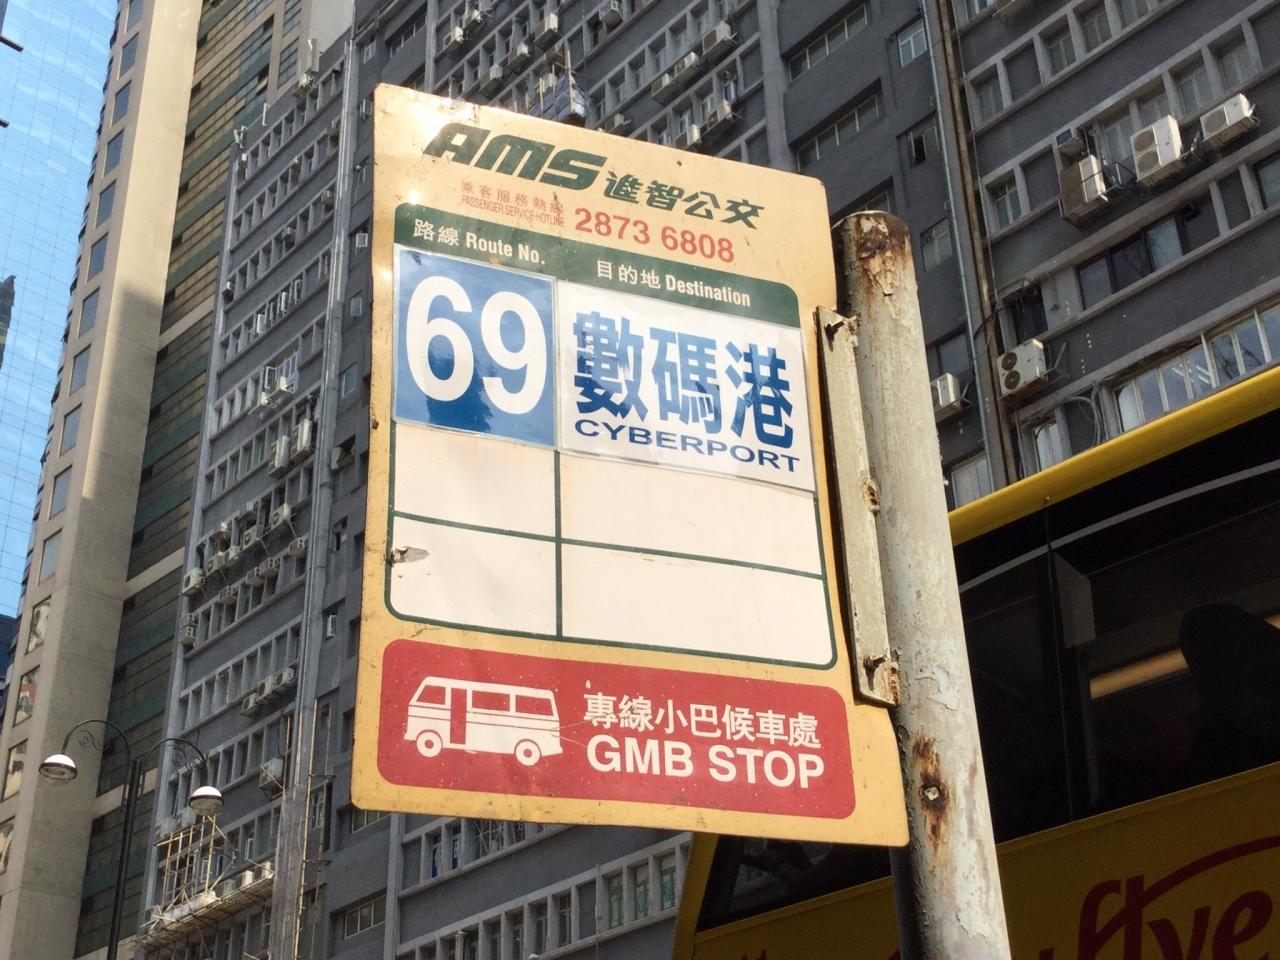 AMS 進智公交
乘客服務熱線
PASSENGER SERVICE HOTLINE
2873 6808
路線 Route No.
目的地 Destination
69
數碼港
CYBERPORT
專線小巴候車處
GMB STOP
flye